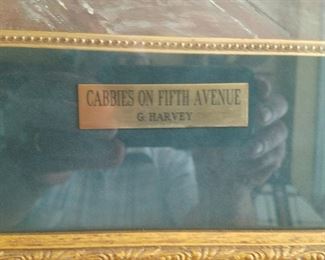 CABBIES ON FIFTH AVENUE
G. HARVEY